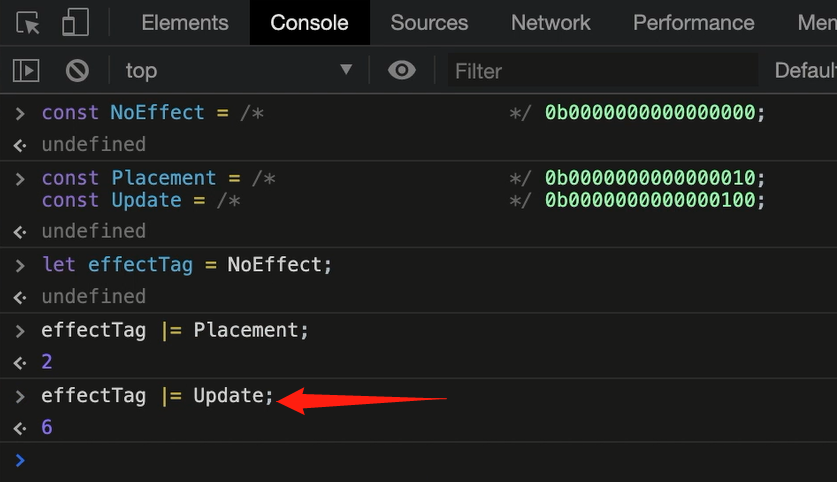 Elements Console Sources Network Performance Mem
top Filter Defaul
> const NoEffect = /* */ 0b0000000000000000;
undefined
> const Placement = /* */ 0b0000000000000010;
const Update = /* */ 0b0000000000000100;
undefined
> let effectTag = NoEffect;
undefined
> effectTag |= Placement;
2
> effectTag |= Update;
6
>